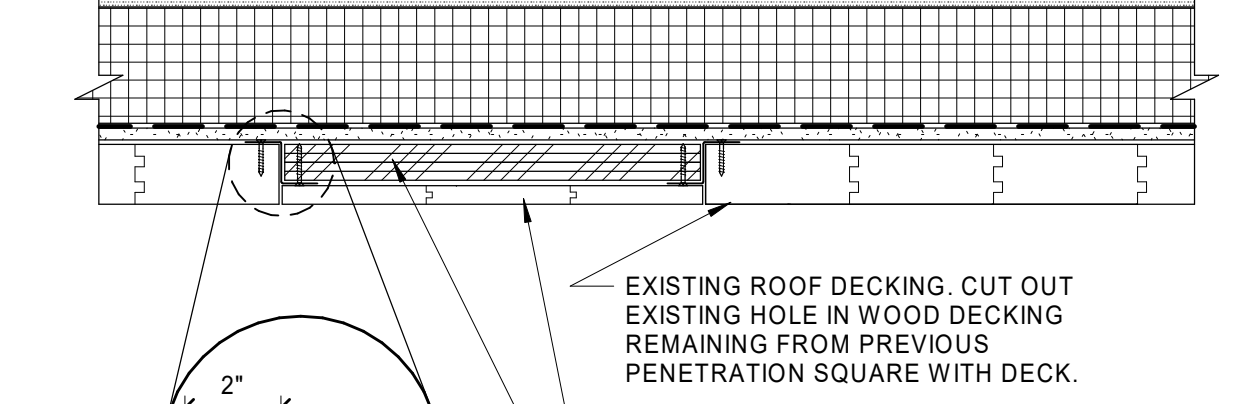 EXISTING ROOF DECKING. CUT OUT
EXISTING HOLE IN WOOD DECKING
REMAINING FROM PREVIOUS
PENETRATION SQUARE WITH DECK.
2"